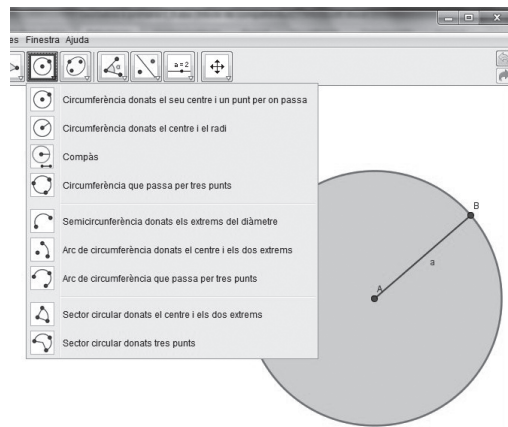 es Finestra Ajuda
a=2
Circumferència donats el seu centre i un punt per on passa
Circumferència donats el centre i el radi
Compàs
Circumferència que passa per tres punts
Semicircunferència donats els extrems del diàmetre
Arc de circumferència donats el centre i els dos extrems
Arc de circumferència que passa per tres punts
Sector circular donats el centre i els dos extrems
Sector circular donats tres punts
B
a
A